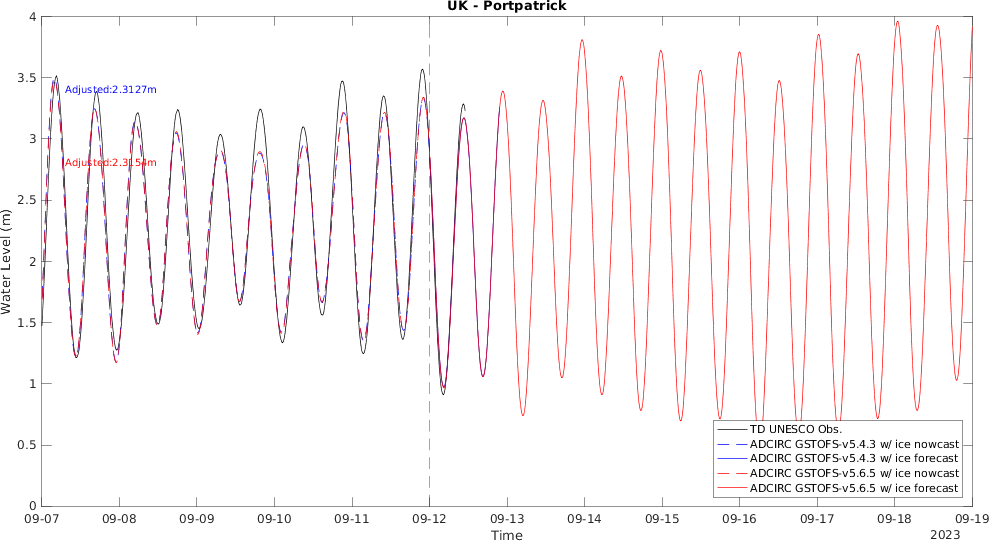 UK - Portpatrick
4
3.5
3
2.5
2
1.5
1
0.5
0
Water Level (m)
Adjusted:2.3127m
Adjusted:2.3154m
TD UNESCO Obs.
ADCIRC GSTOFS-v5.4.3 w/ ice nowcast
ADCIRC GSTOFS-v5.4.3 w/ ice forecast
ADCIRC GSTOFS-v5.6.5 w/ ice nowcast
ADCIRC GSTOFS-v5.6.5 w/ ice forecast
09-07 09-08 09-09 09-10 09-11 09-12 09-13 09-14 09-15 09-16 09-17 09-18 09-19
Time
2023